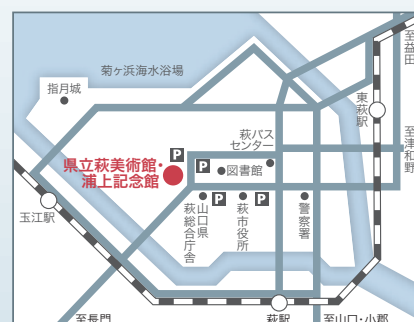 菊ヶ浜海水浴場
指月城
至益田
東萩駅
萩バス
センター
至津和野
P
県立萩美術館・
浦上記念館
P
図書館
玉江駅
P
P
山口県
萩総合庁舎
萩市役所
警察署
萩駅
至長門
至山口・小郡